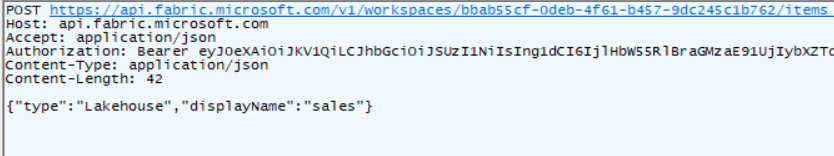 POST https://api.fabric.microsoft.com/v1/workspaces/bbab55cf-0deb-4f61-b457-9dc245c1b762/items
Host: api.fabric.microsoft.com
Accept: application/json
Authorization: Bearer
Content-Type: application/json
Content-Length: 42
{"type":"Lakehouse","displayName":"sales"}